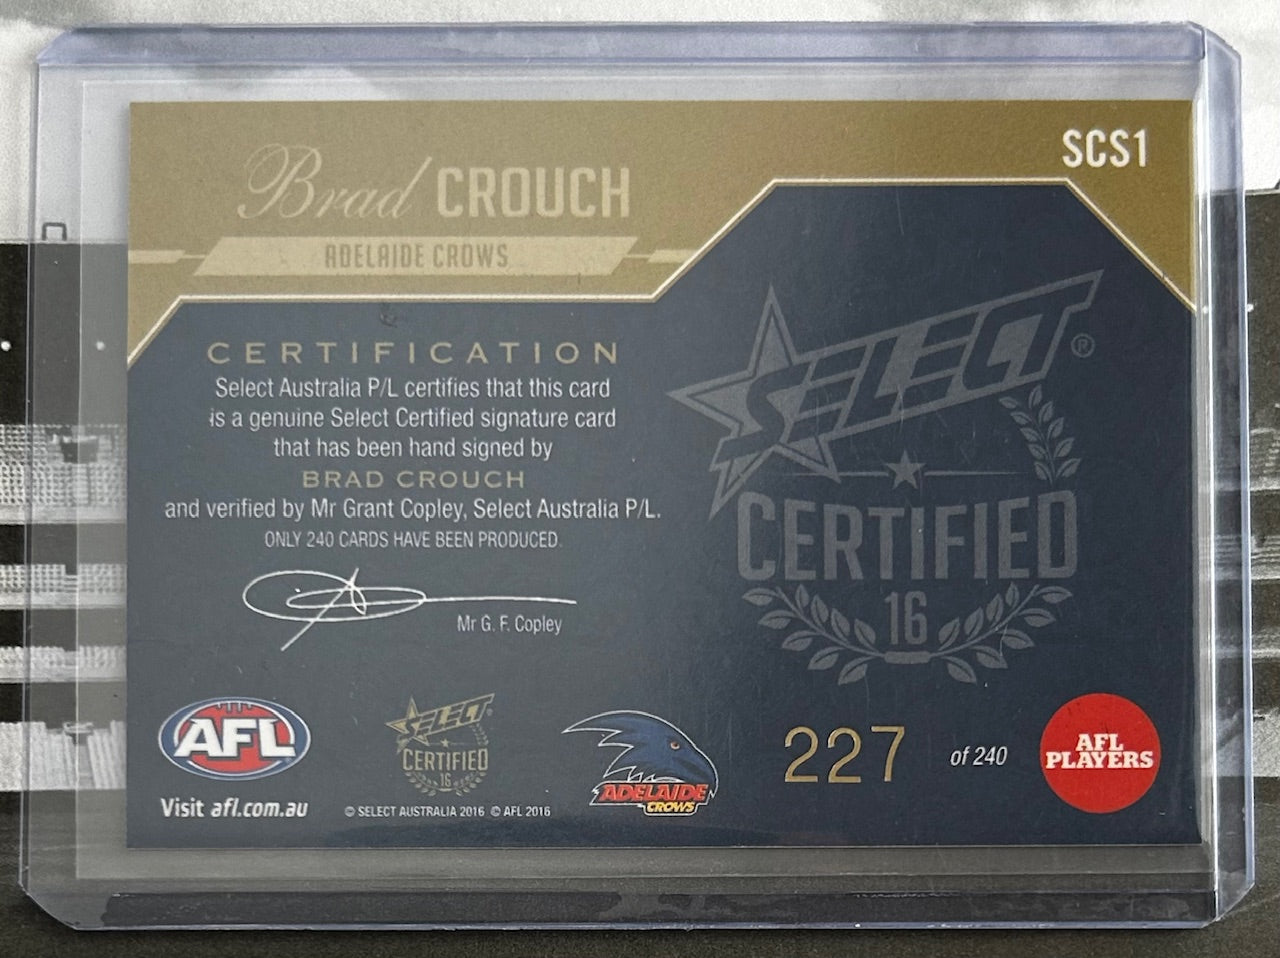 SCS1
Brad CROUCH
ADELAIDE CROWS
CERTIFICATION
Select Australia P/L certifies that this card
is a genuine Select Certified signature card
that has been hand signed by
BRAD CROUCH
and verified by Mr Grant Copley, Select Australia P/L.
ONLY 240 CARDS HAVE BEEN PRODUCED.
Mr G. F. Copley
SELECT®
CERTIFIED
16
AFL
Visit afl.com.au
SELECT®
CERTIFIED
16
© SELECT AUSTRALIA 2016 © AFL 2016
ADELAIDE
CROWS
227 of 240
AFL
PLAYERS